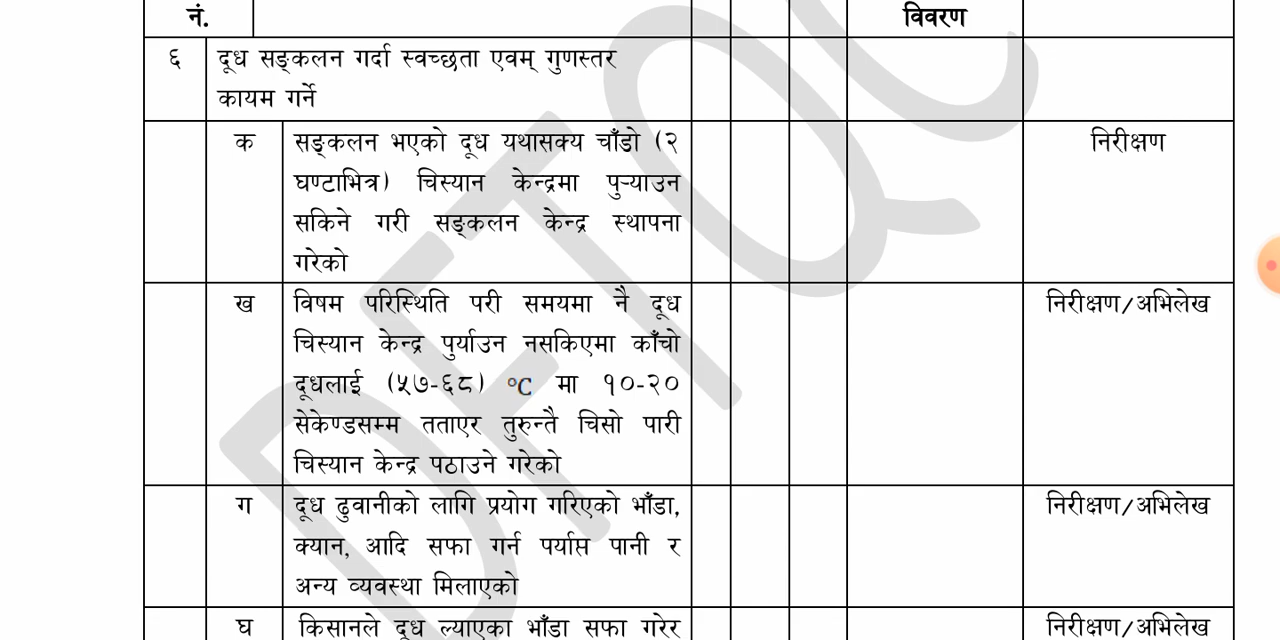 नं. विवरण
६ दूध सङ्कलन गर्दा स्वच्छता एवम् गुणस्तर
कायम गर्ने
क सङ्कलन भएको दूध यथासक्य चाँडो (२ निरीक्षण
घण्टाभित्र) चिस्यान केन्द्रमा पुऱ्याउन
सकिने गरी सङ्कलन केन्द्र स्थापना
गरेको
ख विषम परिस्थिति परी समयमा नै दूध निरीक्षण/अभिलेख
चिस्यान केन्द्र पुर्याउन नसकिएमा काँचो
दूधलाई (५७-६८) °C मा १०-२०
सेकेण्डसम्म तताएर तुरुन्तै चिसो पारी
चिस्यान केन्द्र पठाउने गरेको
ग दूध ढुवानीको लागि प्रयोग गरिएको भाँडा, निरीक्षण/अभिलेख
क्यान, आदि सफा गर्न पर्याप्त पानी र
अन्य व्यवस्था मिलाएको
घ किसानले दूध ल्याएका भाँडा सफा गरेर निरीक्षण/अभिलेख
DFTQC